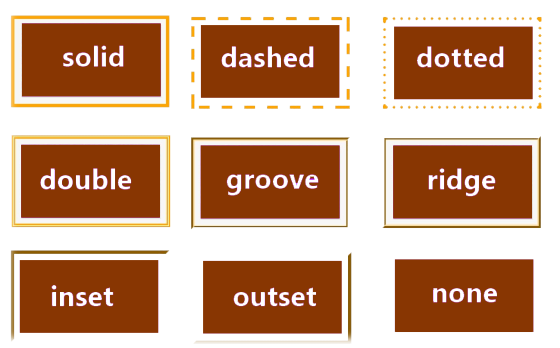 solid
dashed
dotted
double
groove
ridge
inset
outset
none